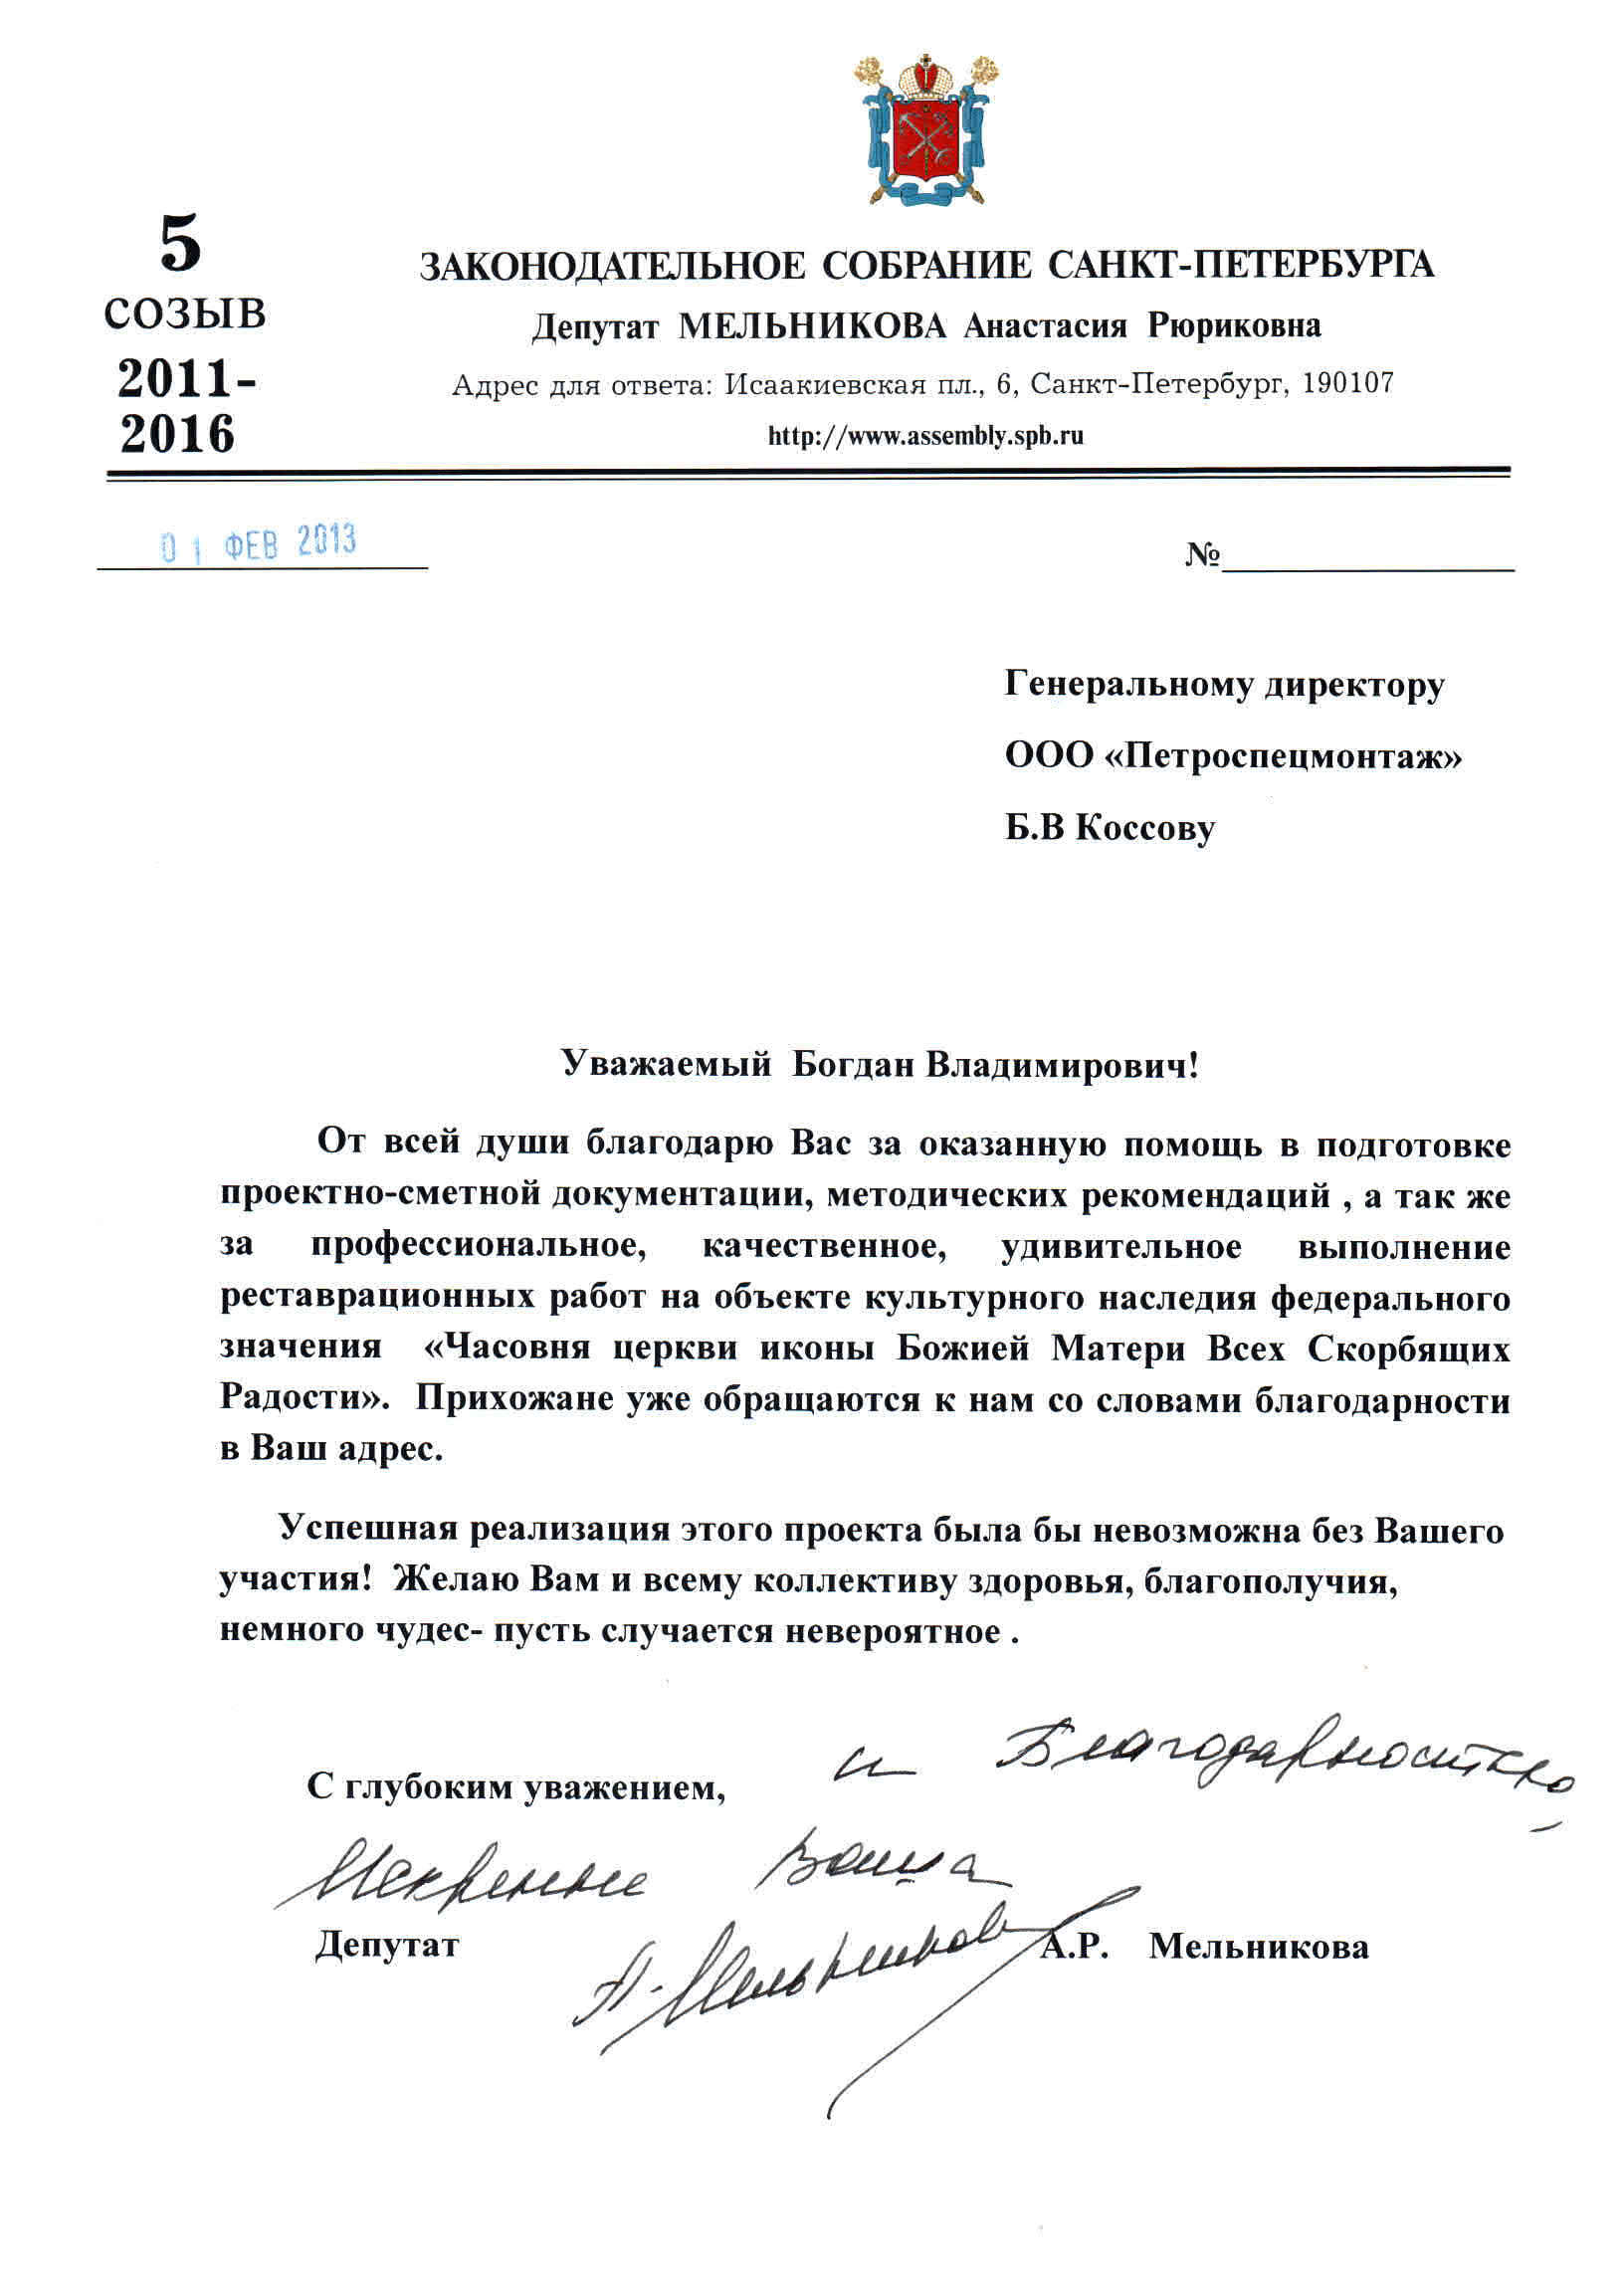 5
СОЗЫВ
2011-
2016
ЗАКОНОДАТЕЛЬНОЕ СОБРАНИЕ САНКТ-ПЕТЕРБУРГА
Депутат МЕЛЬНИКОВА Анастасия Рюриковна
Адрес для ответа: Исаакиевская пл., 6, Санкт-Петербург, 190107
http://www.assembly.spb.ru
01 ФЕВ 2013
№
Генеральному директору
ООО «Петроспецмонтаж»
Б.В Коссову
Уважаемый Богдан Владимирович!
От всей души благодарю Вас за оказанную помощь в подготовке
проектно-сметной документации, методических рекомендаций , а так же
за профессиональное, качественное, удивительное выполнение
реставрационных работ на объекте культурного наследия федерального
значения «Часовня церкви иконы Божией Матери Всех Скорбящих
Радости». Прихожане уже обращаются к нам со словами благодарности
в Ваш адрес.
Успешная реализация этого проекта была бы невозможна без Вашего
участия! Желаю Вам и всему коллективу здоровья, благополучия,
немного чудес- пусть случается невероятное .
С глубоким уважением, и Благодарностью
Искренне Ваша
Депутат А.Мельникова А.Р. Мельникова